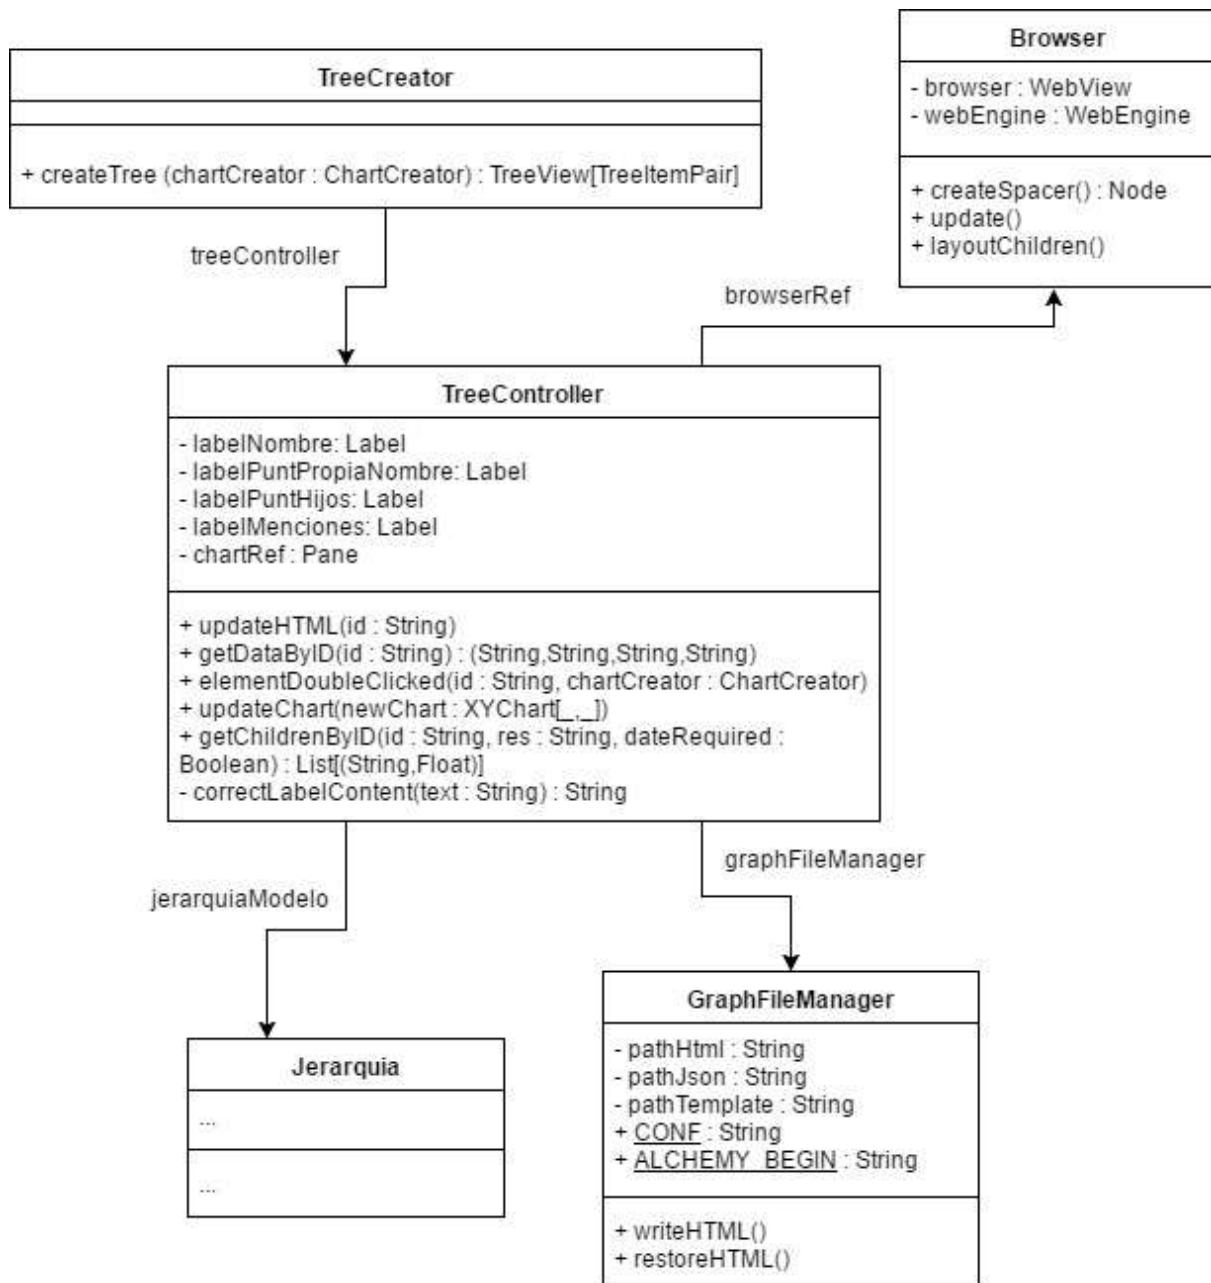 TreeCreator
+ createTree (chartCreator : ChartCreator) : TreeView[TreeItemPair]
Browser
- browser : WebView
- webEngine : WebEngine
+ createSpacer() : Node
+ update()
+ layoutChildren()
treeController
browserRef
TreeController
- labelNombre: Label
- labelPuntPropiaNombre: Label
- labelPuntHijos: Label
- labelMenciones: Label
- chartRef : Pane
+ updateHTML(id : String)
+ getDataByID(id : String) : (String,String,String,String)
+ elementDoubleClicked(id : String, chartCreator : ChartCreator)
+ updateChart(newChart : XYChart[_,_])
+ getChildrenByID(id : String, res : String, dateRequired :
Boolean) : List[(String,Float)]
- correctLabelContent(text : String) : String
jerarquiaModelo
graphFileManager
Jerarquia
...
...
GraphFileManager
- pathHtml : String
- pathJson : String
- pathTemplate : String
+ CONF : String
+ ALCHEMY_BEGIN : String
+ writeHTML()
+ restoreHTML()